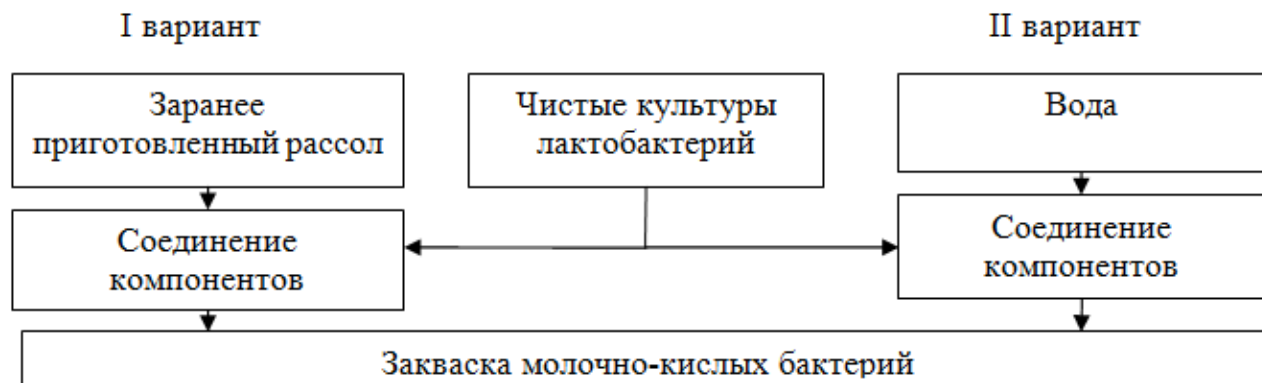 I вариант
II вариант
Заранее
приготовленный рассол
Чистые культуры
лактобактерий
Вода
Соединение
компонентов
Соединение
компонентов
Закваска молочно-кислых бактерий